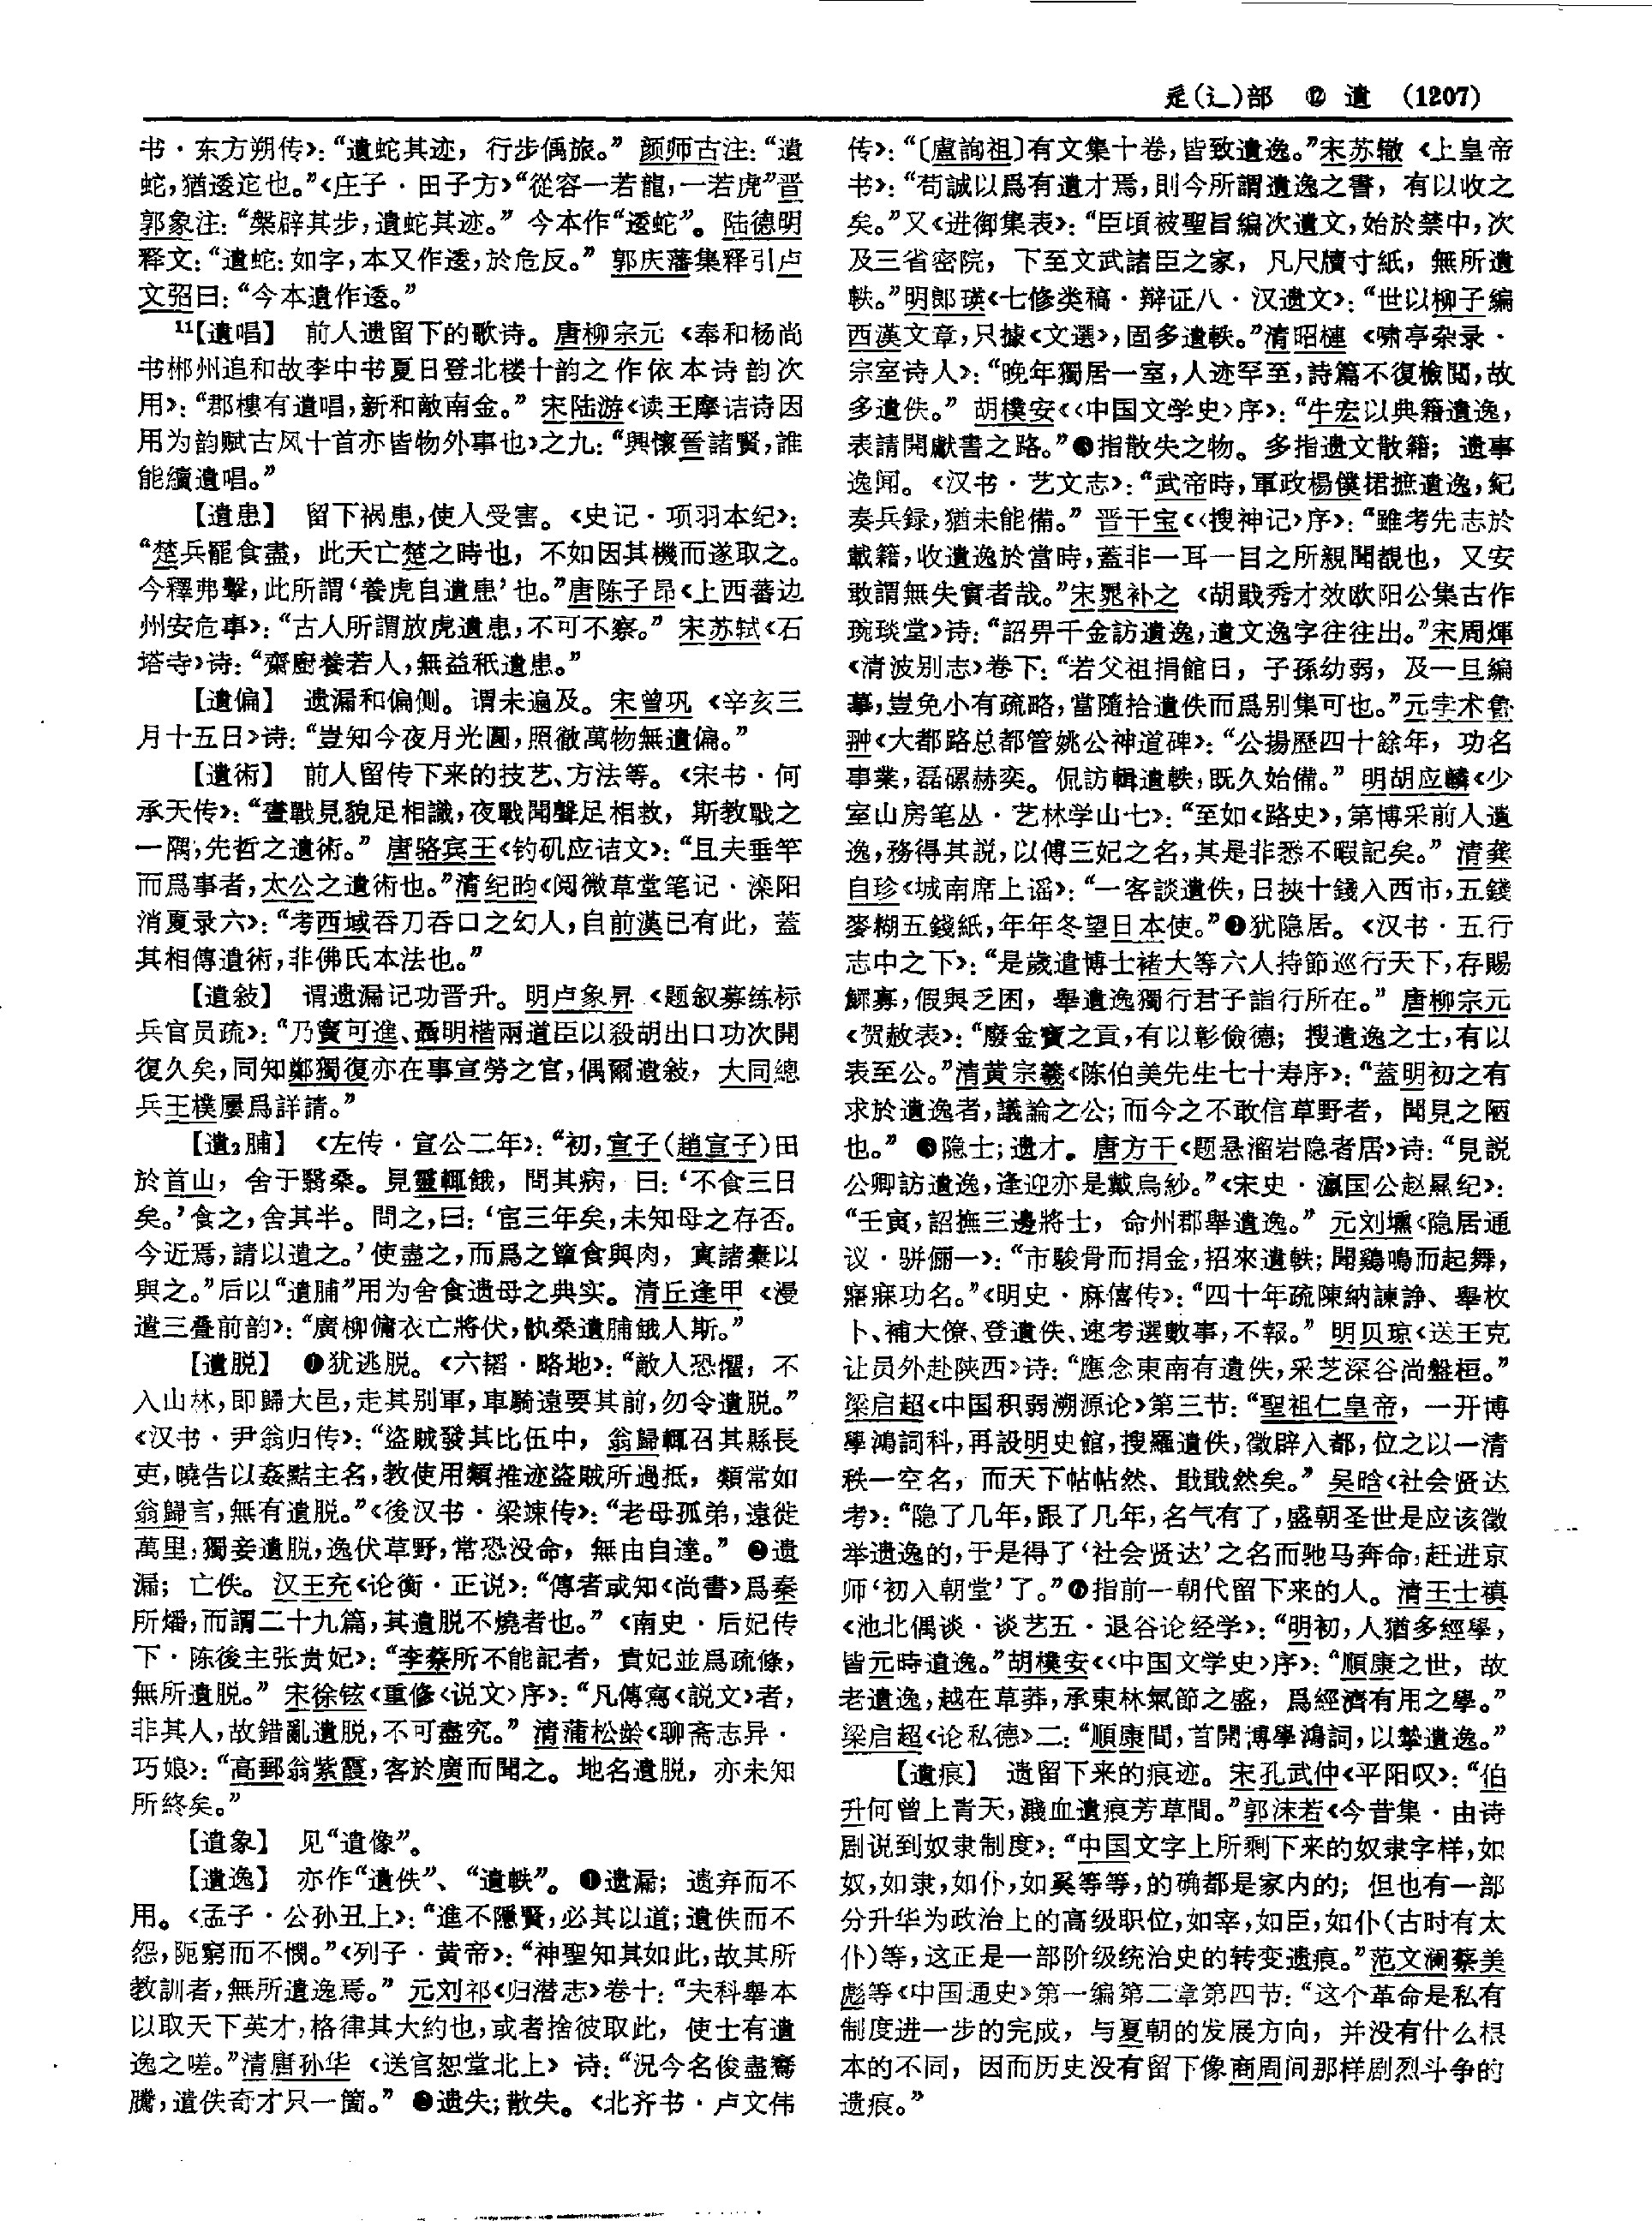 辵(辶)部 ⑫ 遺 (1207)
书·东方朔传》：“遺蛇其迹，行步偊旅。”颜师古注：“遺
蛇，猶逶迤也。”《庄子·田子方》“從容一若龍，一若虎”晋
郭象注：“槃辟其步，遺蛇其迹。”今本作“逶蛇”。陆德明
释文：“遺蛇：如字，本又作逶，於危反。”郭庆藩集释引卢
文弨曰：“今本遺作逶。”
11【遺唱】 前人遗留下的歌诗。唐柳宗元《奉和杨尚
书郴州追和故李中书夏日登北楼十韵之作依本诗韵次
用》：“郡樓有遺唱，新和敵南金。”宋陆游《读王摩诘诗因
用为韵赋古风十首亦皆物外事也》之九：“興懷晉諸賢，誰
能續遺唱。”
【遺患】 留下祸患，使人受害。《史记·项羽本纪》：
“楚兵罷食盡，此天亡楚之時也，不如因其機而遂取之。
今釋弗擊，此所謂‘養虎自遺患’也。”唐陈子昂《上西蕃边
州安危事》：“古人所謂放虎遺患，不可不察。”宋苏轼《石
塔寺》诗：“齋廚養若人，無益秖遺患。”
【遺偏】 遗漏和偏侧。谓未遍及。宋曾巩《辛亥三
月十五日》诗：“豈知今夜月光圓，照徹萬物無遺偏。”
【遺術】 前人留传下来的技艺、方法等。《宋书·何
承天传》：“晝戰見貌足相識，夜戰聞聲足相救，斯教戰之
一隅，先哲之遺術。”唐骆宾王《钓矶应诘文》：“且夫垂竿
而爲事者，太公之遺術也。”清纪昀《阅微草堂笔记·滦阳
消夏录六》：“考西域吞刀吞口之幻人，自前漢已有此，蓋
其相傳遺術，非佛氏本法也。”
【遺敍】 谓遗漏记功晋升。明卢象昇《题叙募练标
兵官员疏》：“乃竇可進、聶明楷兩道臣以殺胡出口功次開
復久矣，同知鄭獨復亦在事宣勞之官，偶爾遺敍，大同總
兵王樸屢爲詳請。”
【遺2脯】 《左传·宣公二年》：“初，宣子(趙宣子)田
於首山，舍于翳桑。見靈輒餓，問其病，曰：‘不食三日
矣。’食之，舍其半。問之，曰：‘宦三年矣，未知母之存否。
今近焉，請以遺之。’使盡之，而爲之簞食與肉，寘諸橐以
與之。”后以“遺脯”用为舍食遗母之典实。清丘逢甲《漫
遣三叠前韵》：“廣柳傭衣亡將伏，骫桑遺脯餓人斯。”
【遺脱】 ❶犹逃脱。《六韬·略地》：“敵人恐懼，不
入山林，即歸大邑，走其别軍，車騎遠要其前，勿令遺脱。”
《汉书·尹翁归传》：“盜賊發其比伍中，翁歸輒召其縣長
吏，曉告以姦黠主名，教使用類推迹盜賊所過抵，類常如
翁歸言，無有遺脱。”《後汉书·梁竦传》：“老母孤弟，遠徙
萬里，獨妾遺脱，逸伏草野，常恐没命，無由自達。”❷遗
漏；亡佚。汉王充《论衡·正说》：“傳者或知《尚書》爲秦
所燔，而謂二十九篇，其遺脱不燒者也。”《南史·后妃传
下·陈後主张贵妃》：“李蔡所不能記者，貴妃並爲疏條，
無所遺脱。”宋徐铉《重修〈说文〉序》：“凡傳寫《説文》者，
非其人，故錯亂遺脱，不可盡究。”清蒲松龄《聊斋志异·
巧娘》：“高郵翁紫霞，客於廣而聞之。地名遺脱，亦未知
所終矣。”
【遺象】 见“遺像”。
【遺逸】 亦作“遺佚”、“遺軼”。❶遗漏；遗弃而不
用。《孟子·公孙丑上》：“進不隱賢，必其以道；遺佚而不
怨，阨窮而不憫。”《列子·黄帝》：“神聖知其如此，故其所
教訓者，無所遺逸焉。”元刘祁《归潜志》卷十：“夫科舉本
以取天下英才，格律其大約也，或者捨彼取此，使士有遺
逸之嗟。”清唐孙华《送官恕堂北上》诗：“況今名俊盡騫
騰，遺佚奇才只一箇。”❷遗失；散失。《北齐书·卢文伟
传》：“〔盧詢祖〕有文集十卷，皆致遺逸。”宋苏辙《上皇帝
书》：“苟誠以爲有遺才焉，則今所謂遺逸之書，有以收之
矣。”又《进御集表》：“臣頃被聖旨編次遺文，始於禁中，次
及三省密院，下至文武諸臣之家，凡尺牘寸紙，無所遺
軼。”明郎瑛《七修类稿·辩证八·汉遗文》：“世以柳子編
西漢文章，只據《文選》，固多遺軼。”清昭槤《啸亭杂录·
宗室诗人》：“晚年獨居一室，人迹罕至，詩篇不復檢閲，故
多遺佚。”胡樸安《〈中国文学史〉序》：“牛宏以典籍遺逸，
表請開獻書之路。”❸指散失之物。多指遗文散籍；遗事
逸闻。《汉书·艺文志》：“武帝時，軍政楊僕捃摭遺逸，紀
奏兵録，猶未能備。”晋干宝《〈搜神记〉序》：“雖考先志於
載籍，收遺逸於當時，蓋非一耳一目之所親聞覩也，又安
敢謂無失實者哉。”宋晁补之《胡戢秀才效欧阳公集古作
琬琰堂》诗：“詔畀千金訪遺逸，遺文逸字往往出。”宋周煇
《清波别志》卷下：“若父祖捐館日，子孫幼弱，及一旦編
摹，豈免小有疏略，當隨拾遺佚而爲别集可也。”元孛术鲁
翀《大都路总都管姚公神道碑》：“公揚歷四十餘年，功名
事業，磊磥赫奕。侃訪輯遺軼，既久始備。”明胡应麟《少
室山房笔丛·艺林学山七》：“至如《路史》，第博采前人遺
逸，務得其説，以傅三妃之名，其是非悉不暇記矣。”清龚
自珍《城南席上谣》：“一客談遺佚，日挾十錢入西市，五錢
麥糊五錢紙，年年冬望日本使。”❹犹隐居。《汉书·五行
志中之下》：“是歲遣博士褚大等六人持節巡行天下，存賜
鰥寡，假與乏困，舉遺逸獨行君子詣行所在。”唐柳宗元
《贺赦表》：“廢金寳之貢，有以彰儉德；搜遺逸之士，有以
表至公。”清黄宗羲《陈伯美先生七十寿序》：“蓋明初之有
求於遺逸者，議論之公；而今之不敢信草野者，聞見之陋
也。”❺隐士；遗才。唐方干《题悬溜岩隐者居》诗：“見説
公卿訪遺逸，逢迎亦是戴烏紗。”《宋史·瀛国公赵㬎纪》：
“壬寅，詔撫三邊將士，命州郡舉遺逸。”元刘壎《隐居通
议·骈俪一》：“市駿骨而捐金，招來遺軼；聞鷄鳴而起舞，
寤寐功名。”《明史·麻僖传》：“四十年疏陳納諫諍、舉枚
卜、補大僚、登遺佚、速考選數事，不報。”明贝琼《送王克
让员外赴陕西》诗：“應念東南有遺佚，采芝深谷尚盤桓。”
梁启超《中国积弱溯源论》第三节：“聖祖仁皇帝，一开博
學鴻詞科，再設明史館，搜羅遺佚，徵辟入都，位之以一清
秩一空名，而天下帖帖然、戢戢然矣。”吴晗《社会贤达
考》：“隐了几年，跟了几年，名气有了，盛朝圣世是应该徵
举遗逸的，于是得了‘社会贤达’之名而驰马奔命，赶进京
师‘初入朝堂’了。”❻指前一朝代留下来的人。清王士禛
《池北偶谈·谈艺五·退谷论经学》：“明初，人猶多經學，
皆元時遺逸。”胡樸安《〈中国文学史〉序》：“順康之世，故
老遺逸，越在草莽，承東林氣節之盛，爲經濟有用之學。”
梁启超《论私德》二：“順康間，首開博學鴻詞，以縶遺逸。”
【遺痕】 遗留下来的痕迹。宋孔武仲《平阳叹》：“伯
升何曾上青天，濺血遺痕芳草間。”郭沫若《今昔集·由诗
剧说到奴隶制度》：“中国文字上所剩下来的奴隶字样，如
奴，如隶，如仆，如奚等等，的确都是家内的；但也有一部
分升华为政治上的高级职位，如宰，如臣，如仆(古时有太
仆)等，这正是一部阶级统治史的转变遗痕。”范文澜蔡美
彪等《中国通史》第一编第二章第四节：“这个革命是私有
制度进一步的完成，与夏朝的发展方向，并没有什么根
本的不同，因而历史没有留下像商周间那样剧烈斗争的
遗痕。”